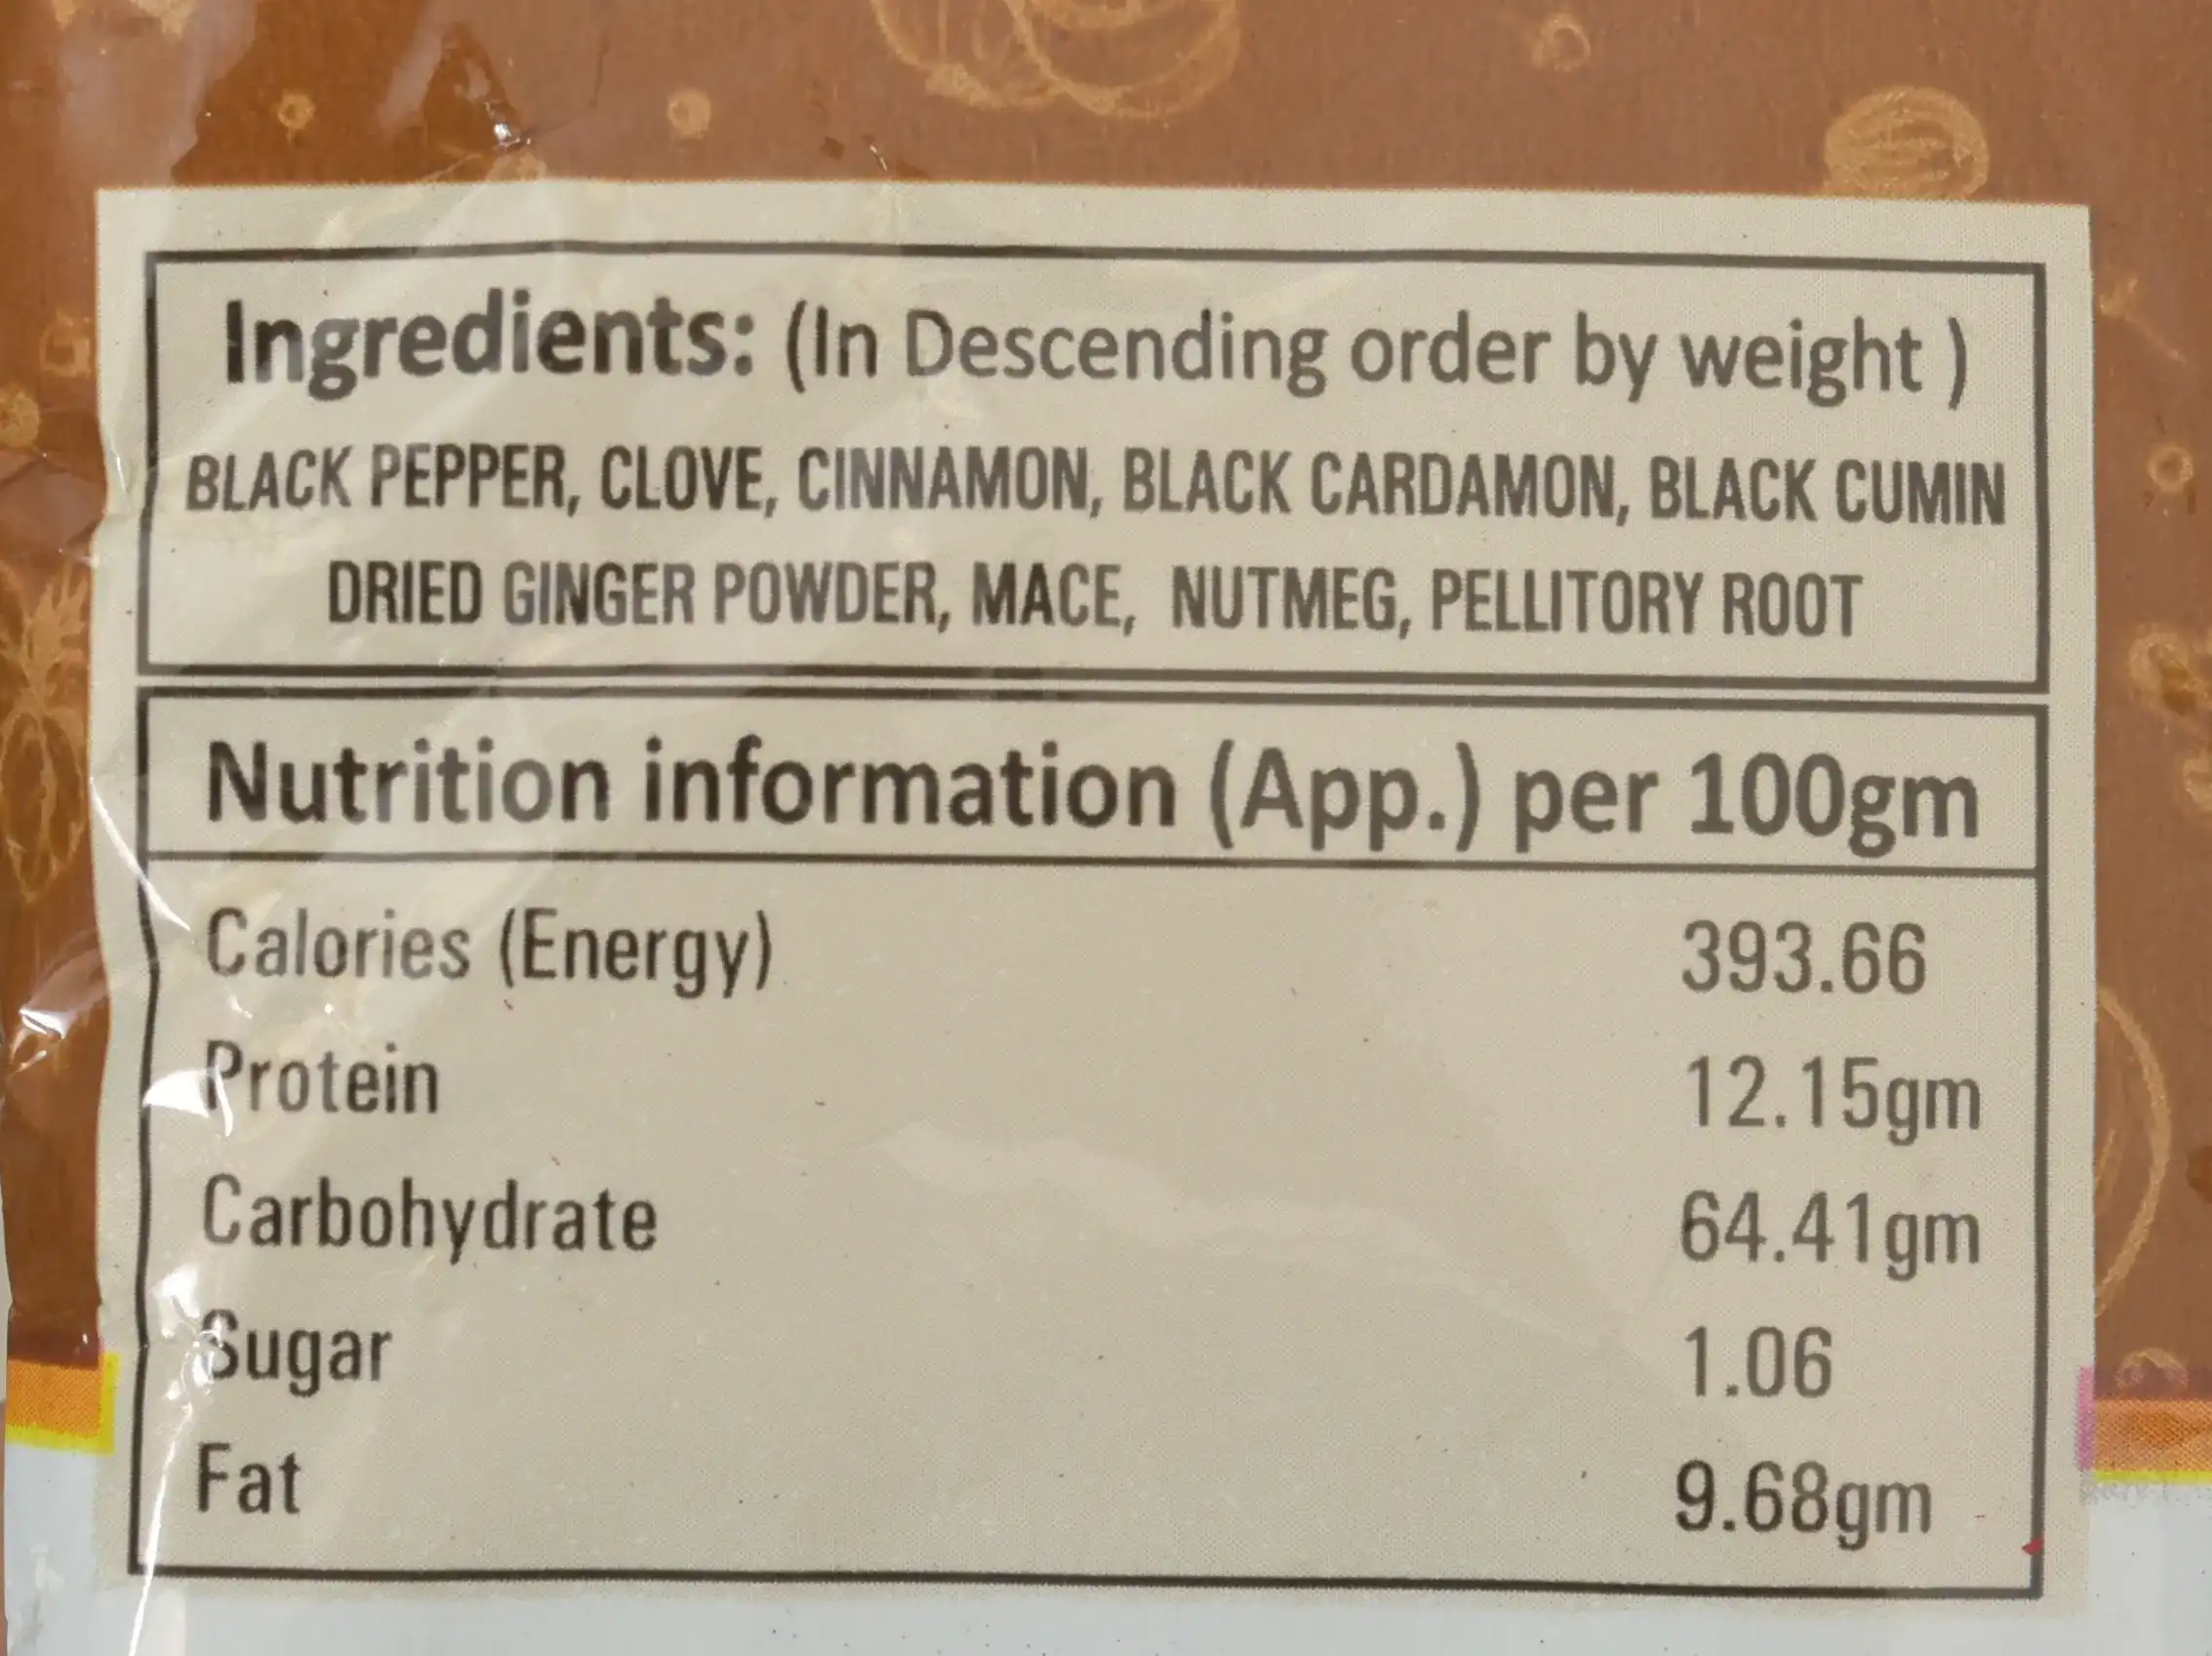 Ingredients: (In Descending order by weight )
BLACK PEPPER, CLOVE, CINNAMON, BLACK CARDAMON, BLACK CUMIN
DRIED GINGER POWDER, MACE, NUTMEG, PELLITORY ROOT
Nutrition information (App.) per 100gm
Calories (Energy) 393.66
Protein 12.15gm
Carbohydrate 64.41gm
Sugar 1.06
Fat 9.68gm